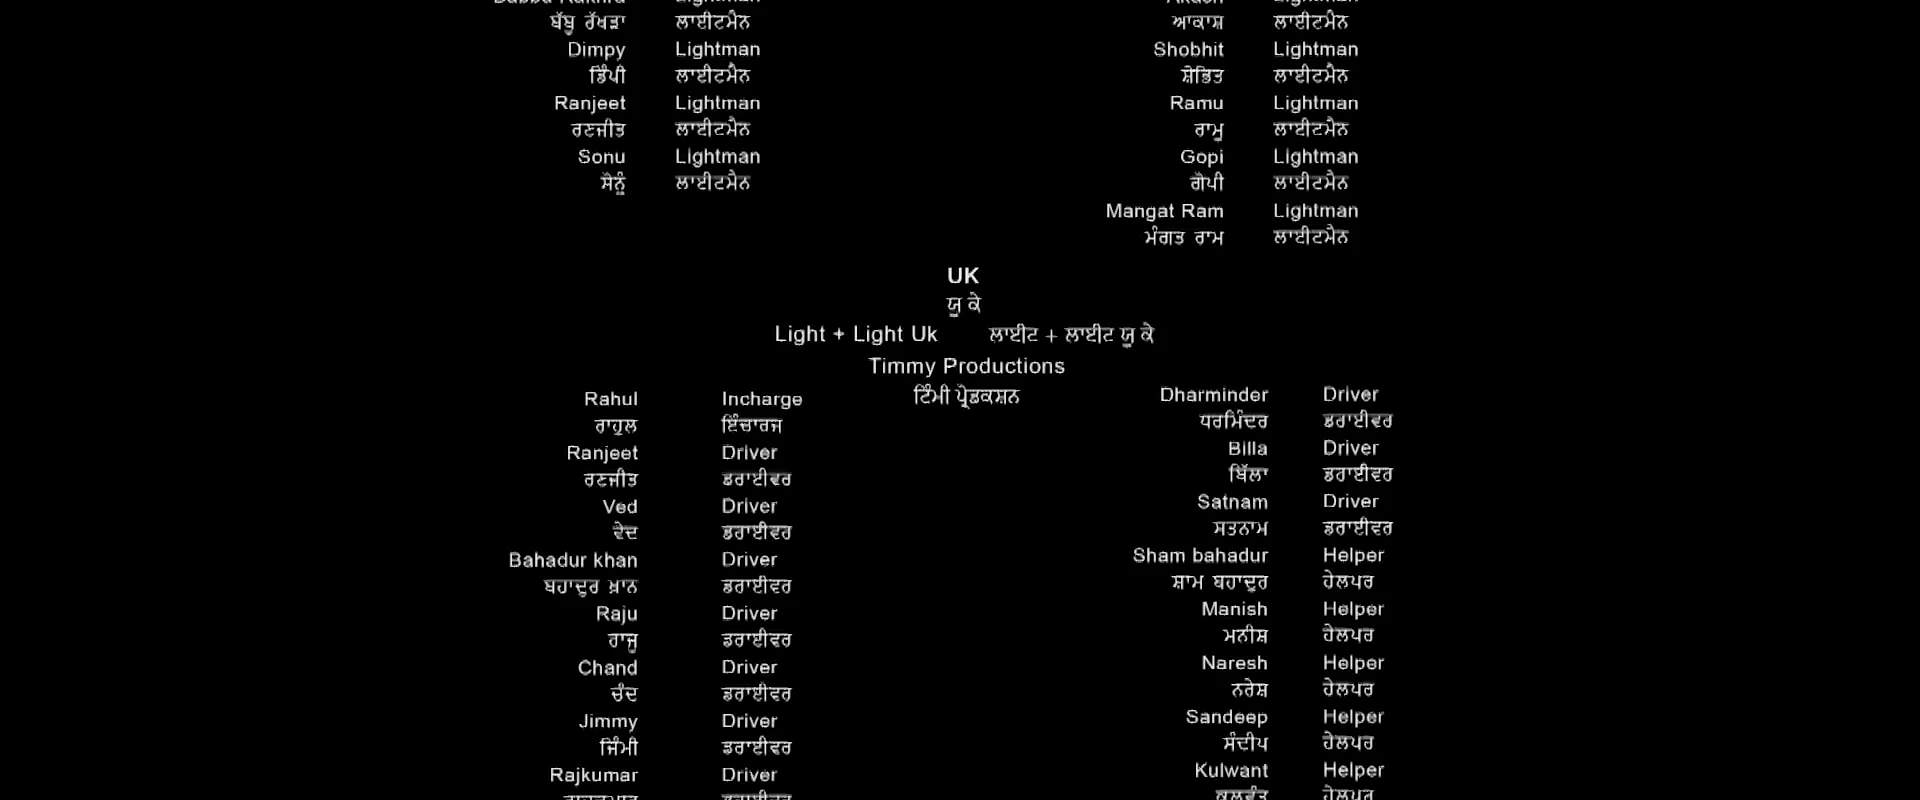 ਬੱਬੂ ਰੱਖੜਾ ਲਾਈਟਮੈਨ
Dimpy Lightman
ਡਿੰਪੀ ਲਾਈਟਮੈਨ
Ranjeet Lightman
ਰਣਜੀਤ ਲਾਈਟਮੈਨ
Sonu Lightman
ਸੋਨੂੰ ਲਾਈਟਮੈਨ
Lightman
ਆਕਾਸ਼ ਲਾਈਟਮੈਨ
Shobhit Lightman
ਸ਼ੋਭਿਤ ਲਾਈਟਮੈਨ
Ramu Lightman
ਰਾਮੂ ਲਾਈਟਮੈਨ
Gopi Lightman
ਗੋਪੀ ਲਾਈਟਮੈਨ
Mangat Ram Lightman
ਮੰਗਤ ਰਾਮ ਲਾਈਟਮੈਨ
UK
ਯੂ ਕੇ
Light + Light Uk ਲਾਈਟ + ਲਾਈਟ ਯੂ ਕੇ
Timmy Productions
ਟਿੰਮੀ ਪ੍ਰੋਡਕਸ਼ਨ
Rahul Incharge
ਰਾਹੁਲ ਇੰਚਾਰਜ
Ranjeet Driver
ਰਣਜੀਤ ਡਰਾਈਵਰ
Ved Driver
ਵੇਦ ਡਰਾਈਵਰ
Bahadur khan Driver
ਬਹਾਦੁਰ ਖ਼ਾਨ ਡਰਾਈਵਰ
Raju Driver
ਰਾਜੂ ਡਰਾਈਵਰ
Chand Driver
ਚੰਦ ਡਰਾਈਵਰ
Jimmy Driver
ਜਿੰਮੀ ਡਰਾਈਵਰ
Rajkumar Driver
Dharminder Driver
ਧਰਮਿੰਦਰ ਡਰਾਈਵਰ
Billa Driver
ਬਿੱਲਾ ਡਰਾਈਵਰ
Satnam Driver
ਸਤਨਾਮ ਡਰਾਈਵਰ
Sham bahadur Helper
ਸ਼ਾਮ ਬਹਾਦੁਰ ਹੇਲਪਰ
Manish Helper
ਮਨੀਸ਼ ਹੇਲਪਰ
Naresh Helper
ਨਰੇਸ਼ ਹੇਲਪਰ
Sandeep Helper
ਸੰਦੀਪ ਹੇਲਪਰ
Kulwant Helper
ਕੁਲਵੰਤ ਹੇਲਪਰ